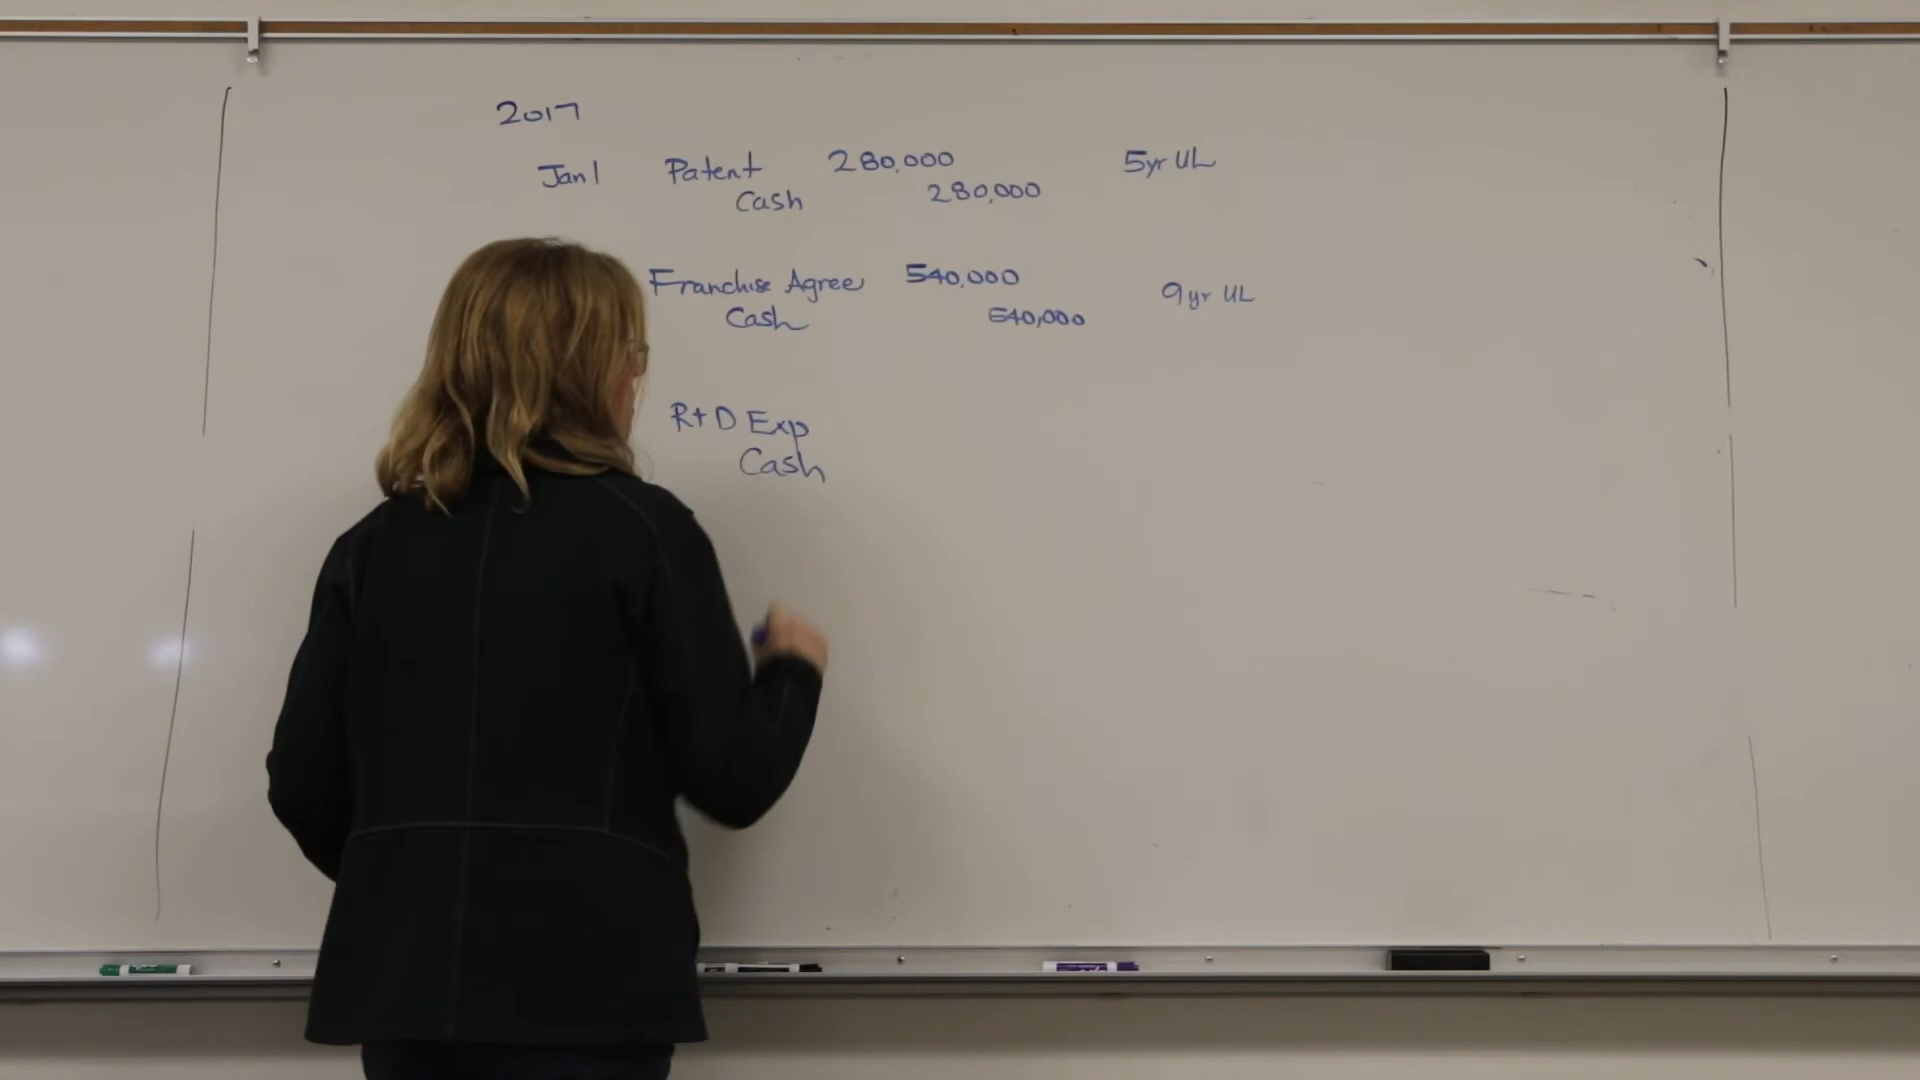 2017
Jan 1 Patent 280,000 5yr UL
Cash 280,000
Franchise Agree 540,000 9yr UL
Cash 540,000
R+D Exp
Cash